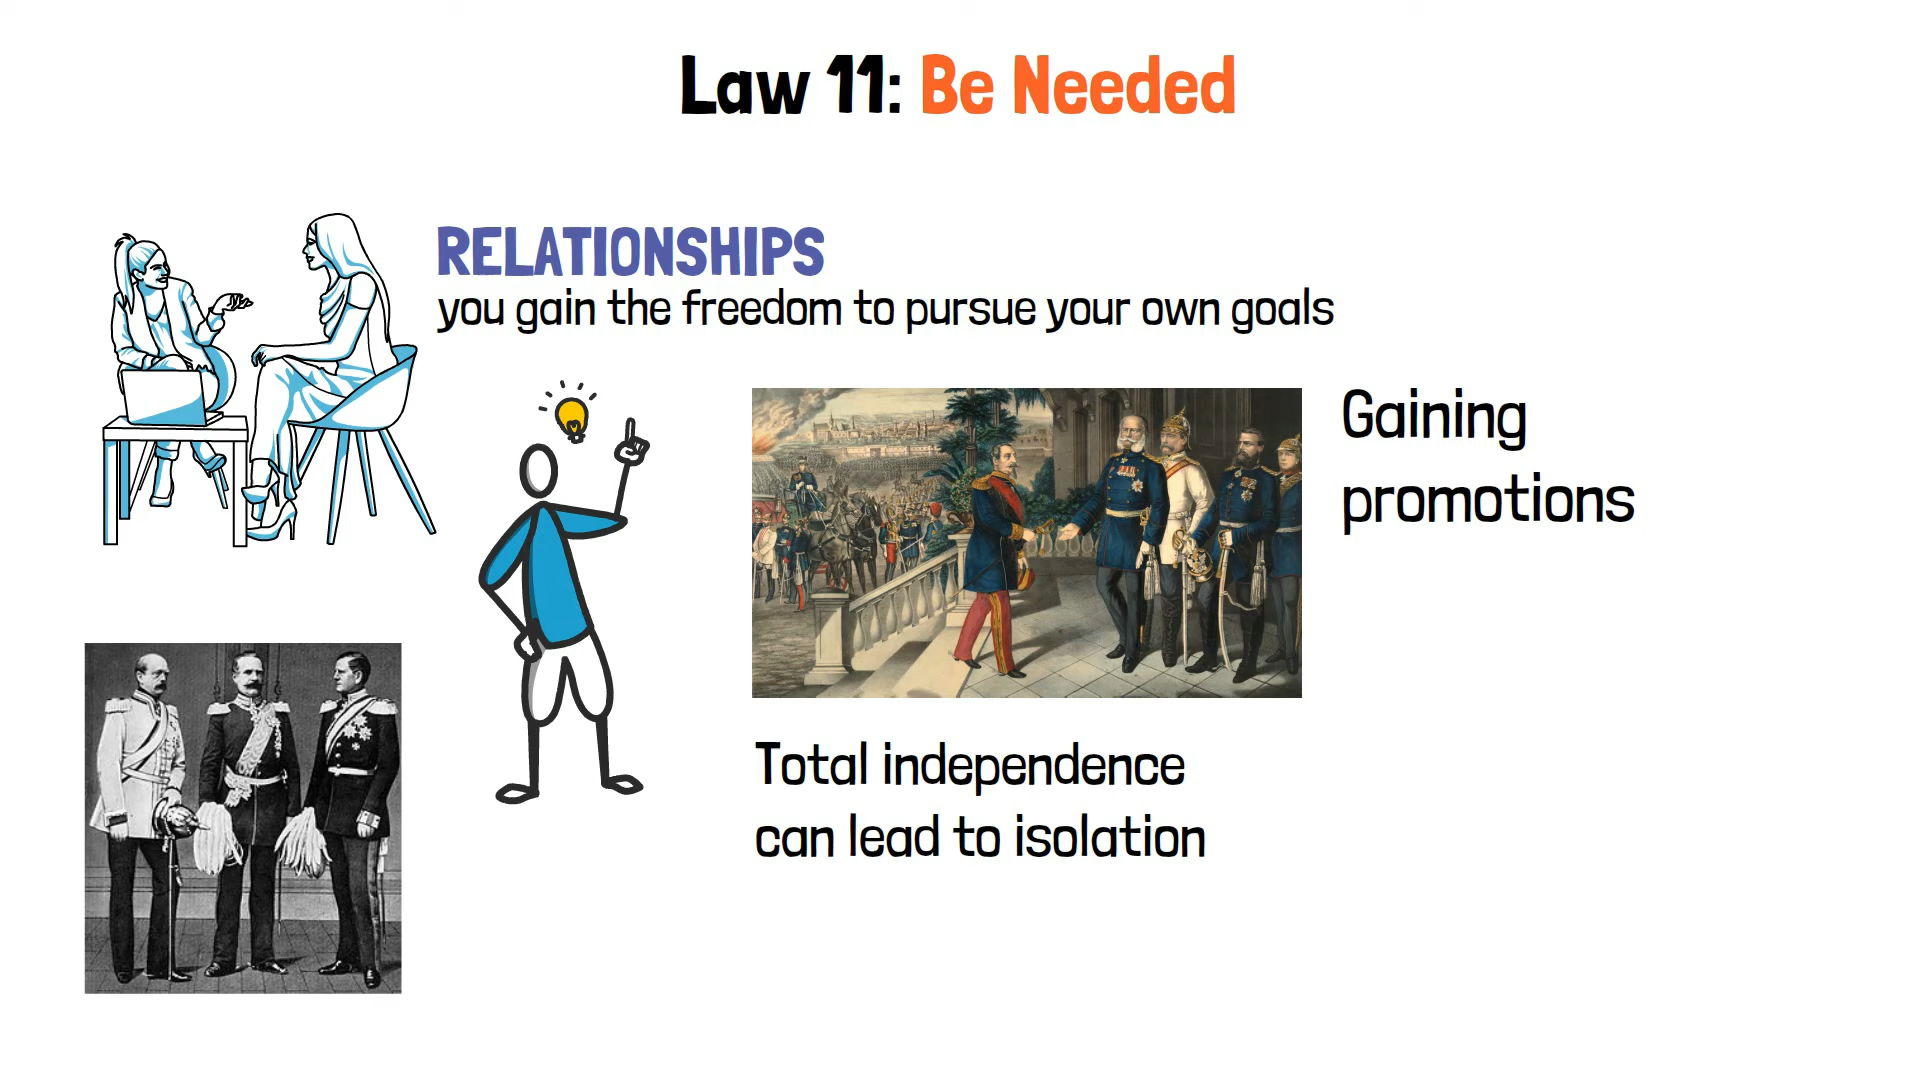 Law 11: Be Needed
RELATIONSHIPS
you gain the freedom to pursue your own goals
Gaining
promotions
Total independence
can lead to isolation